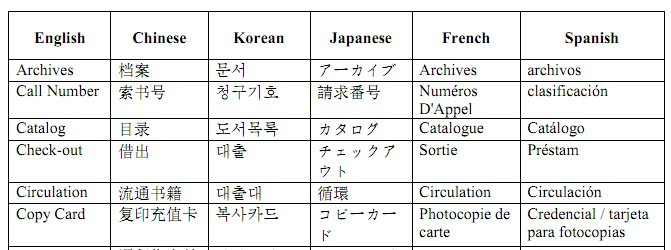 English Chinese Korean Japanese French Spanish
Archives 档案 문서 アーカイブ Archives archivos
Call Number 索书号 청구기호 請求番号 Numéros clasificación
D'Appel
Catalog 目录 도서목록 カタログ Catalogue Catálogo
Check-out 借出 대출 チェックア Sortie Préstam
ウト
Circulation 流通书籍 대출대 循環 Circulation Circulación
Copy Card 复印充值卡 복사카드 コピーカー Photocopie de Credencial / tarjeta
ド carte para fotocopias